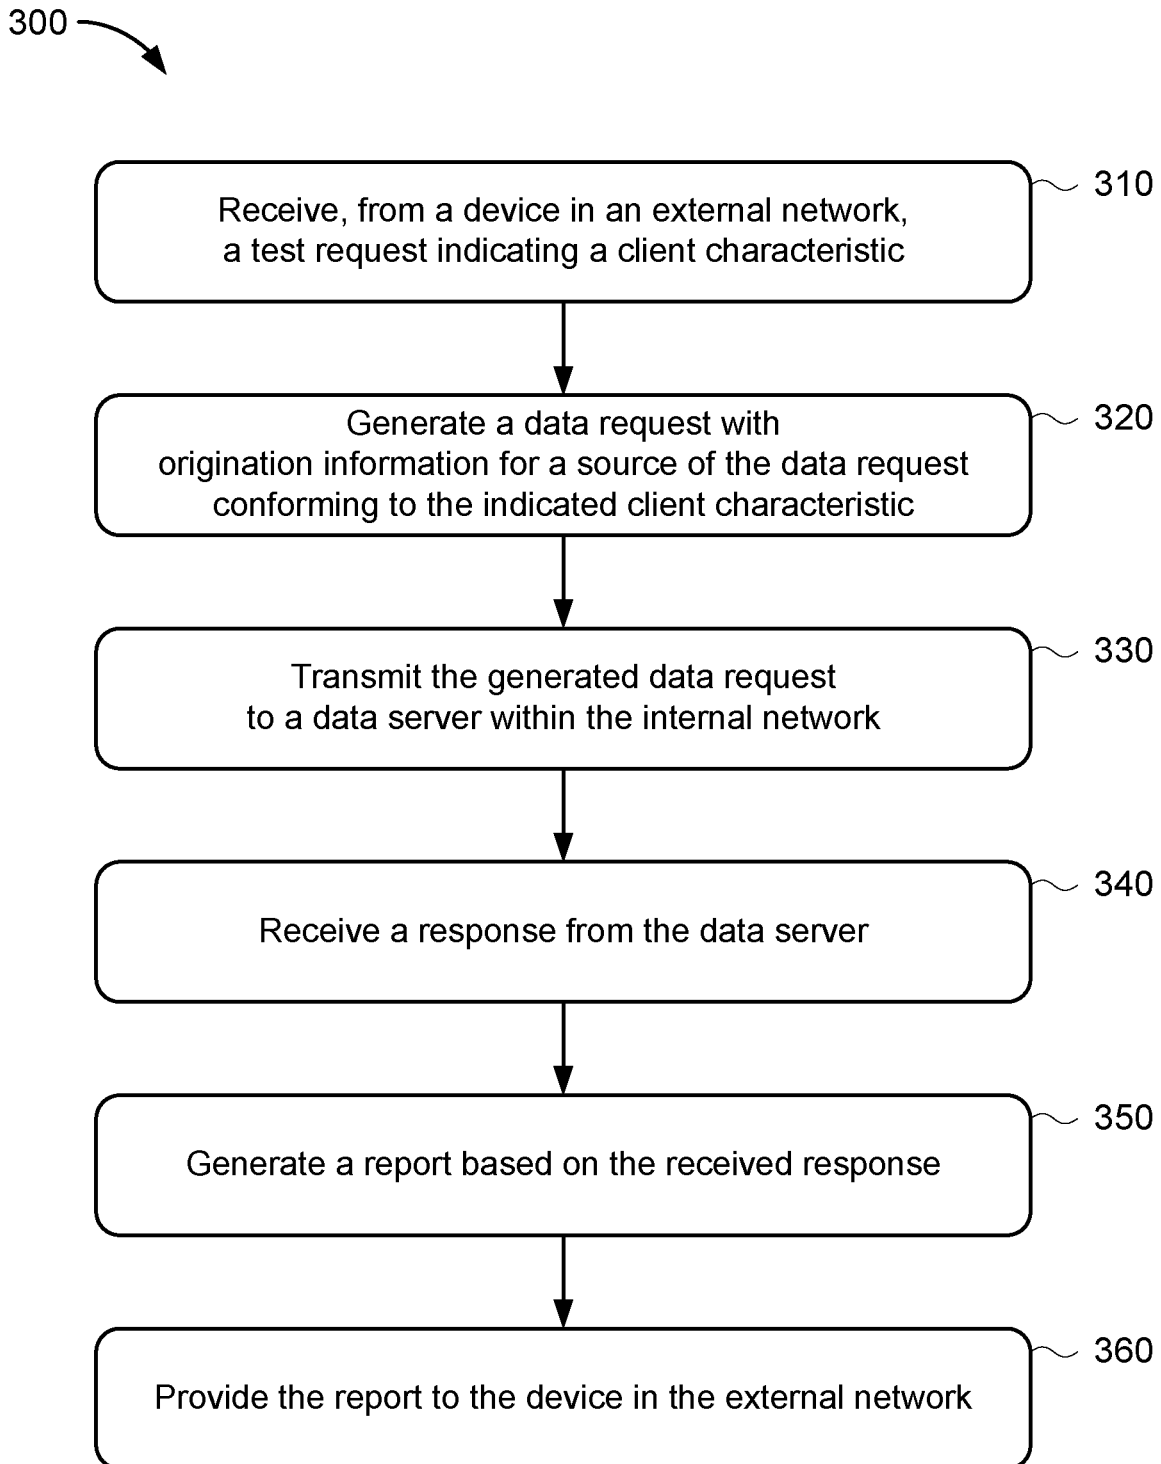 300
310
Receive, from a device in an external network,
a test request indicating a client characteristic
320
Generate a data request with
origination information for a source of the data request
conforming to the indicated client characteristic
330
Transmit the generated data request
to a data server within the internal network
340
Receive a response from the data server
350
Generate a report based on the received response
360
Provide the report to the device in the external network